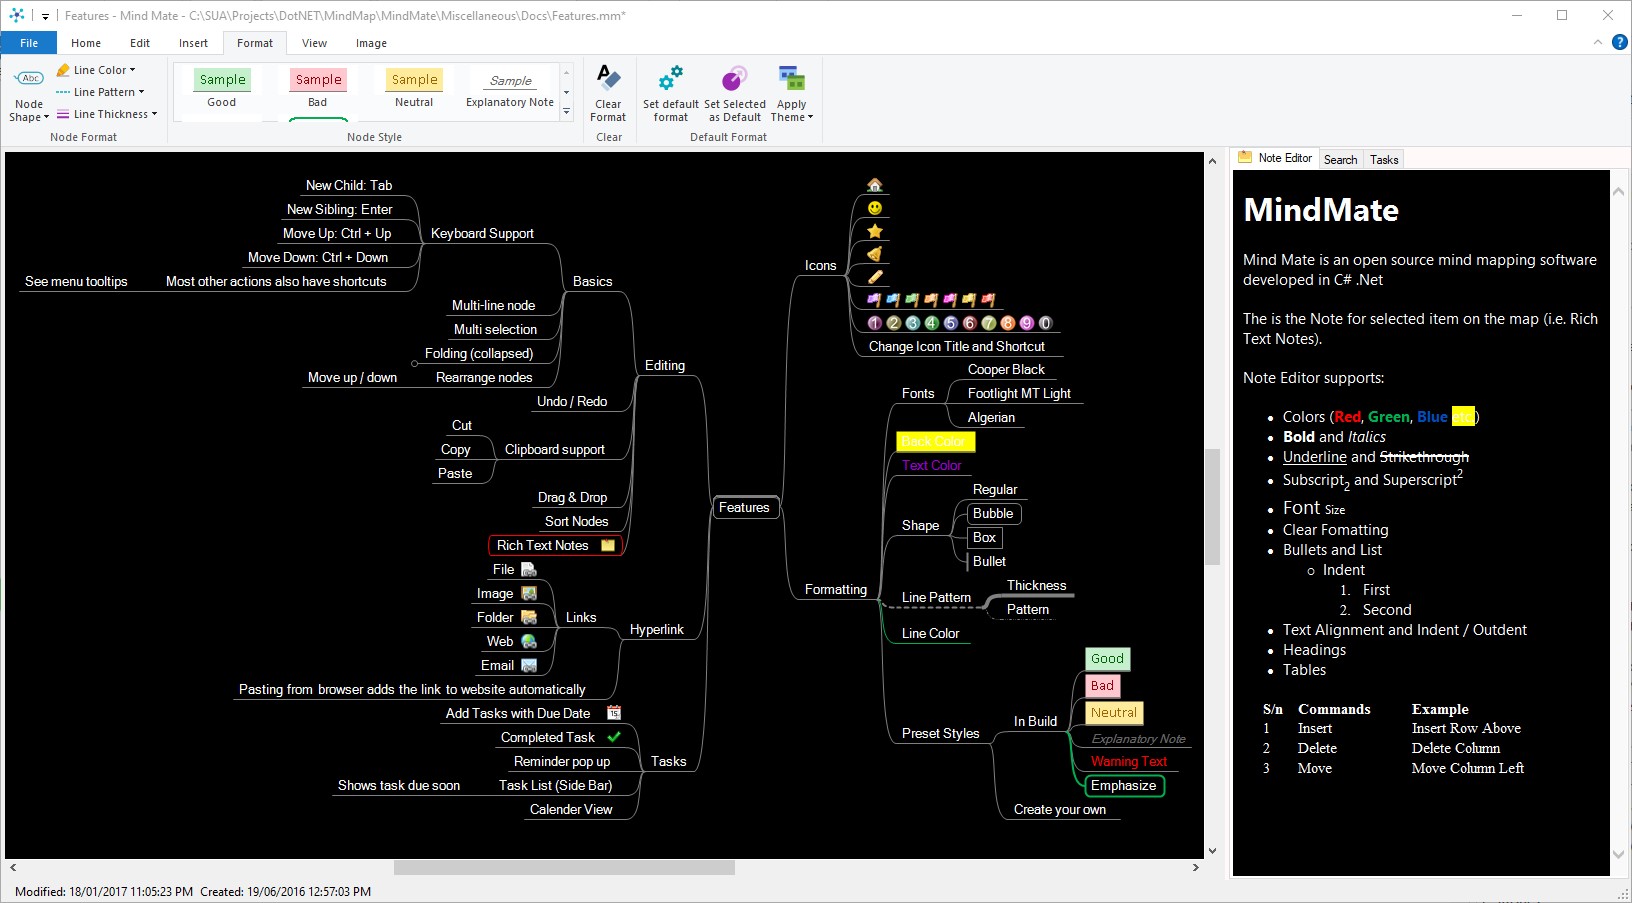 Features - Mind Mate - C:\SUA\Projects\DotNET\MindMap\MindMate\Miscellaneous\Docs\Features.mm*
File Home Edit Insert Format View Image
Abc
Node Shape
Line Color
Line Pattern
Line Thickness
Node Format
Sample Sample Sample Sample
Good Bad Neutral Explanatory Note
Node Style
Clear Format
Clear
Set default format
Set Selected as Default
Apply Theme
Default Format
New Child: Tab
New Sibling: Enter
Move Up: Ctrl + Up
Move Down: Ctrl + Down
See menu tooltips
Most other actions also have shortcuts
Keyboard Support
Basics
Multi-line node
Multi selection
Folding (collapsed)
Move up / down
Rearrange nodes
Editing
Undo / Redo
Cut
Copy
Paste
Clipboard support
Drag & Drop
Sort Nodes
Rich Text Notes
Features
File
Image
Folder
Web
Email
Links
Hyperlink
Pasting from browser adds the link to website automatically
Add Tasks with Due Date
15
Completed Task
Reminder pop up
Shows task due soon
Task List (Side Bar)
Calender View
Tasks
Icons
1 2 3 4 5 6 7 8 9 0
Change Icon Title and Shortcut
Formatting
Fonts
Cooper Black
Footlight MT Light
Algerian
Back Color
Text Color
Shape
Regular
Bubble
Box
Bullet
Line Pattern
Thickness
Pattern
Line Color
Preset Styles
In Build
Good
Bad
Neutral
Explanatory Note
Warning Text
Emphasize
Create your own
Note Editor Search Tasks
MindMate
Mind Mate is an open source mind mapping software
developed in C# .Net
The is the Note for selected item on the map (i.e. Rich
Text Notes).
Note Editor supports:
• Colors (Red, Green, Blue etc)
• Bold and Italics
• Underline and Strikethrough
• Subscript2 and Superscript2
• Font Size
• Clear Fomatting
• Bullets and List
o Indent
1. First
2. Second
• Text Alignment and Indent / Outdent
• Headings
• Tables
S/n Commands Example
1 Insert Insert Row Above
2 Delete Delete Column
3 Move Move Column Left
Modified: 18/01/2017 11:05:23 PM Created: 19/06/2016 12:57:03 PM